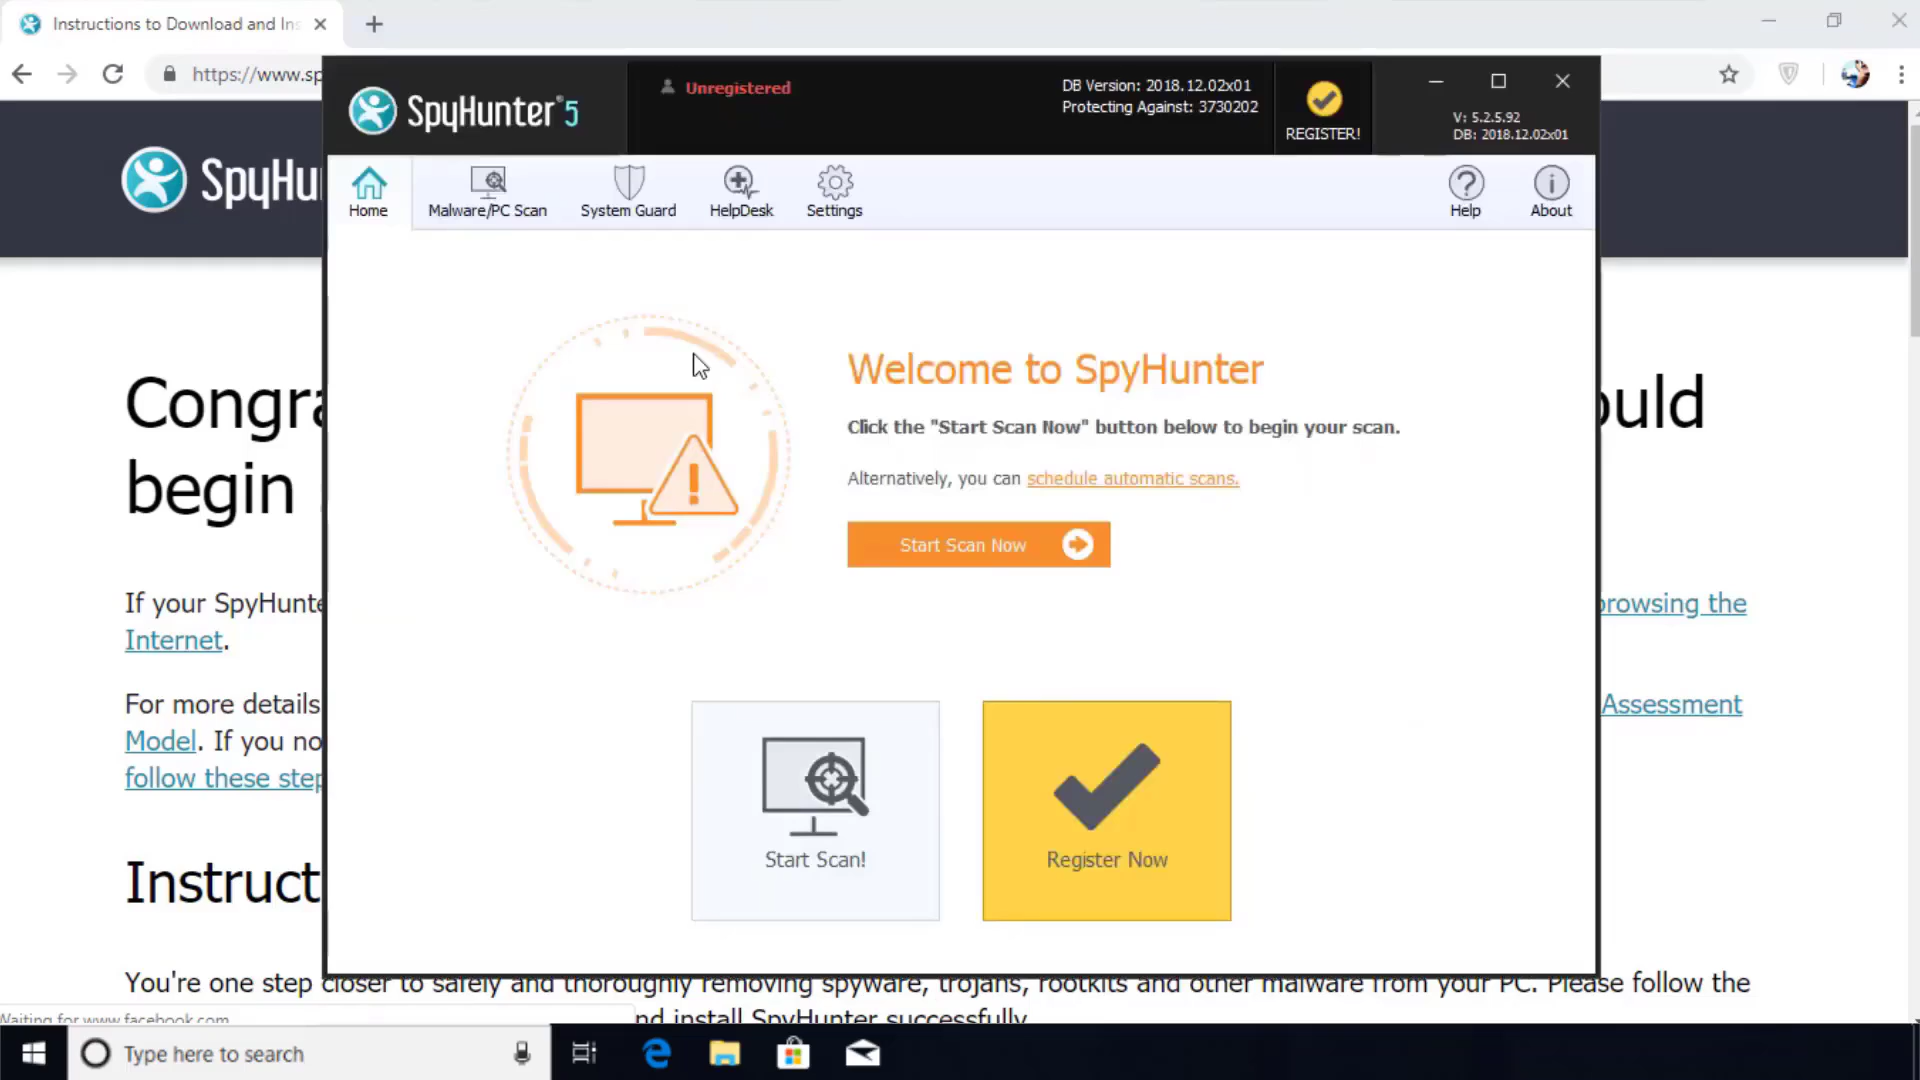 Instructions to Download and Ins
https://www.sp
SpyHunter® 5
Unregistered
DB Version: 2018.12.02x01
Protecting Against: 3730202
REGISTER!
V: 5.2.5.92
DB: 2018.12.02x01
Home
Malware/PC Scan
System Guard
HelpDesk
Settings
Help
About
SpyHu
Welcome to SpyHunter
Click the "Start Scan Now" button below to begin your scan.
Alternatively, you can schedule automatic scans.
Start Scan Now
Start Scan!
Register Now
Congra
ould
begin
If your SpyHunte
browsing the
Internet.
For more details
Assessment
Model. If you no
follow these step
Instruct
You're one step closer to safely and thoroughly removing spyware, trojans, rootkits and other malware from your PC. Please follow the
nd install SpyHunter successfully.
Waiting for www.facebook.com
Type here to search